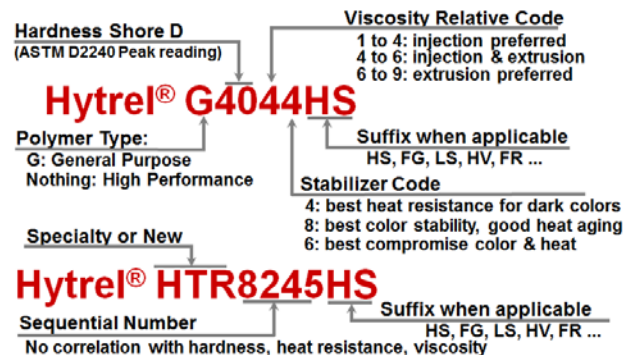 Hardness Shore D
(ASTM D2240 Peak reading)
Viscosity Relative Code
1 to 4: injection preferred
4 to 6: injection & extrusion
6 to 9: extrusion preferred
Hytrel® G4044HS
Polymer Type:
G: General Purpose
Nothing: High Performance
Suffix when applicable
HS, FG, LS, HV, FR ...
Stabilizer Code
4: best heat resistance for dark colors
8: best color stability, good heat aging
6: best compromise color & heat
Specialty or New
Hytrel® HTR8245HS
Sequential Number
No correlation with hardness, heat resistance, viscosity
Suffix when applicable
HS, FG, LS, HV, FR ...